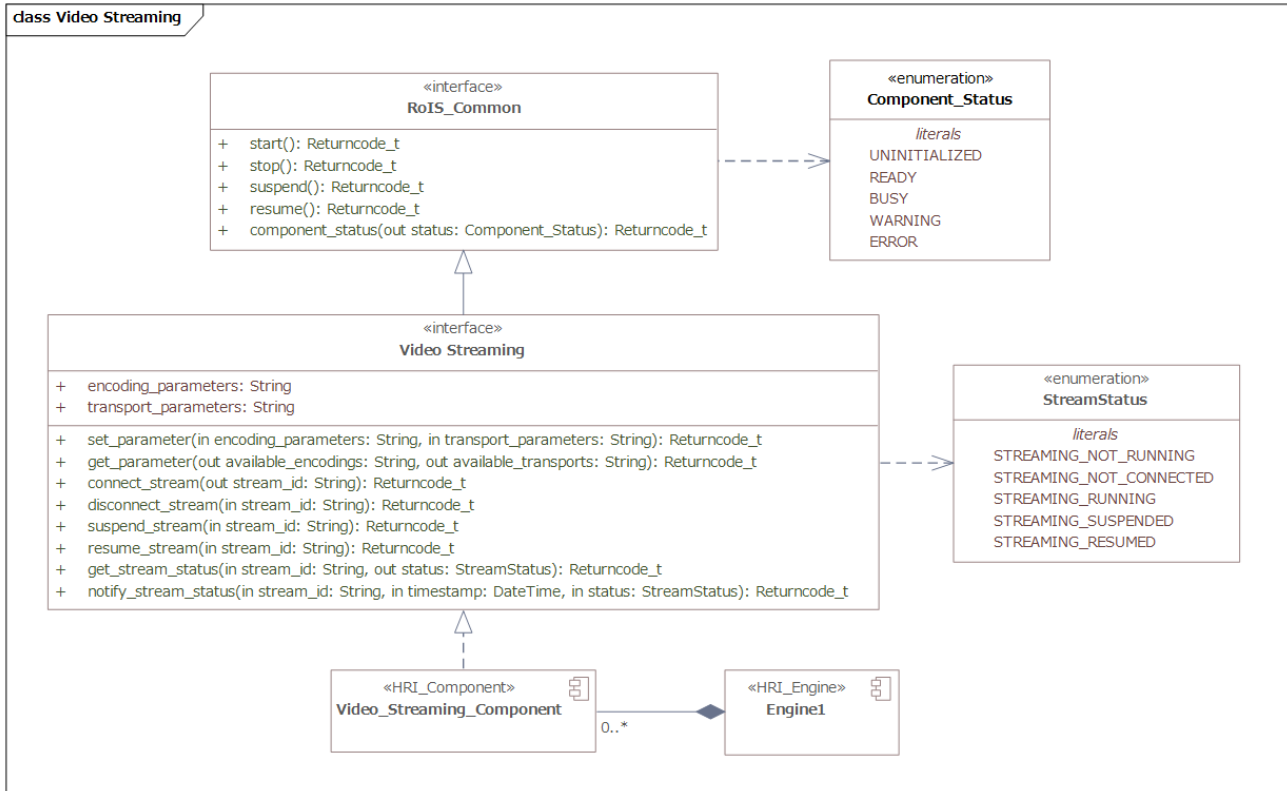 class Video Streaming
«interface»
RoIS_Common
+ start(): Returncode_t
+ stop(): Returncode_t
+ suspend(): Returncode_t
+ resume(): Returncode_t
+ component_status(out status: Component_Status): Returncode_t
«enumeration»
Component_Status
literals
UNINITIALIZED
READY
BUSY
WARNING
ERROR
«interface»
Video Streaming
+ encoding_parameters: String
+ transport_parameters: String
+ set_parameter(in encoding_parameters: String, in transport_parameters: String): Returncode_t
+ get_parameter(out available_encodings: String, out available_transports: String): Returncode_t
+ connect_stream(out stream_id: String): Returncode_t
+ disconnect_stream(in stream_id: String): Returncode_t
+ suspend_stream(in stream_id: String): Returncode_t
+ resume_stream(in stream_id: String): Returncode_t
+ get_stream_status(in stream_id: String, out status: StreamStatus): Returncode_t
+ notify_stream_status(in stream_id: String, in timestamp: DateTime, in status: StreamStatus): Returncode_t
«enumeration»
StreamStatus
literals
STREAMING_NOT_RUNNING
STREAMING_NOT_CONNECTED
STREAMING_RUNNING
STREAMING_SUSPENDED
STREAMING_RESUMED
«HRI_Component»
Video_Streaming_Component
0..*
«HRI_Engine»
Engine1